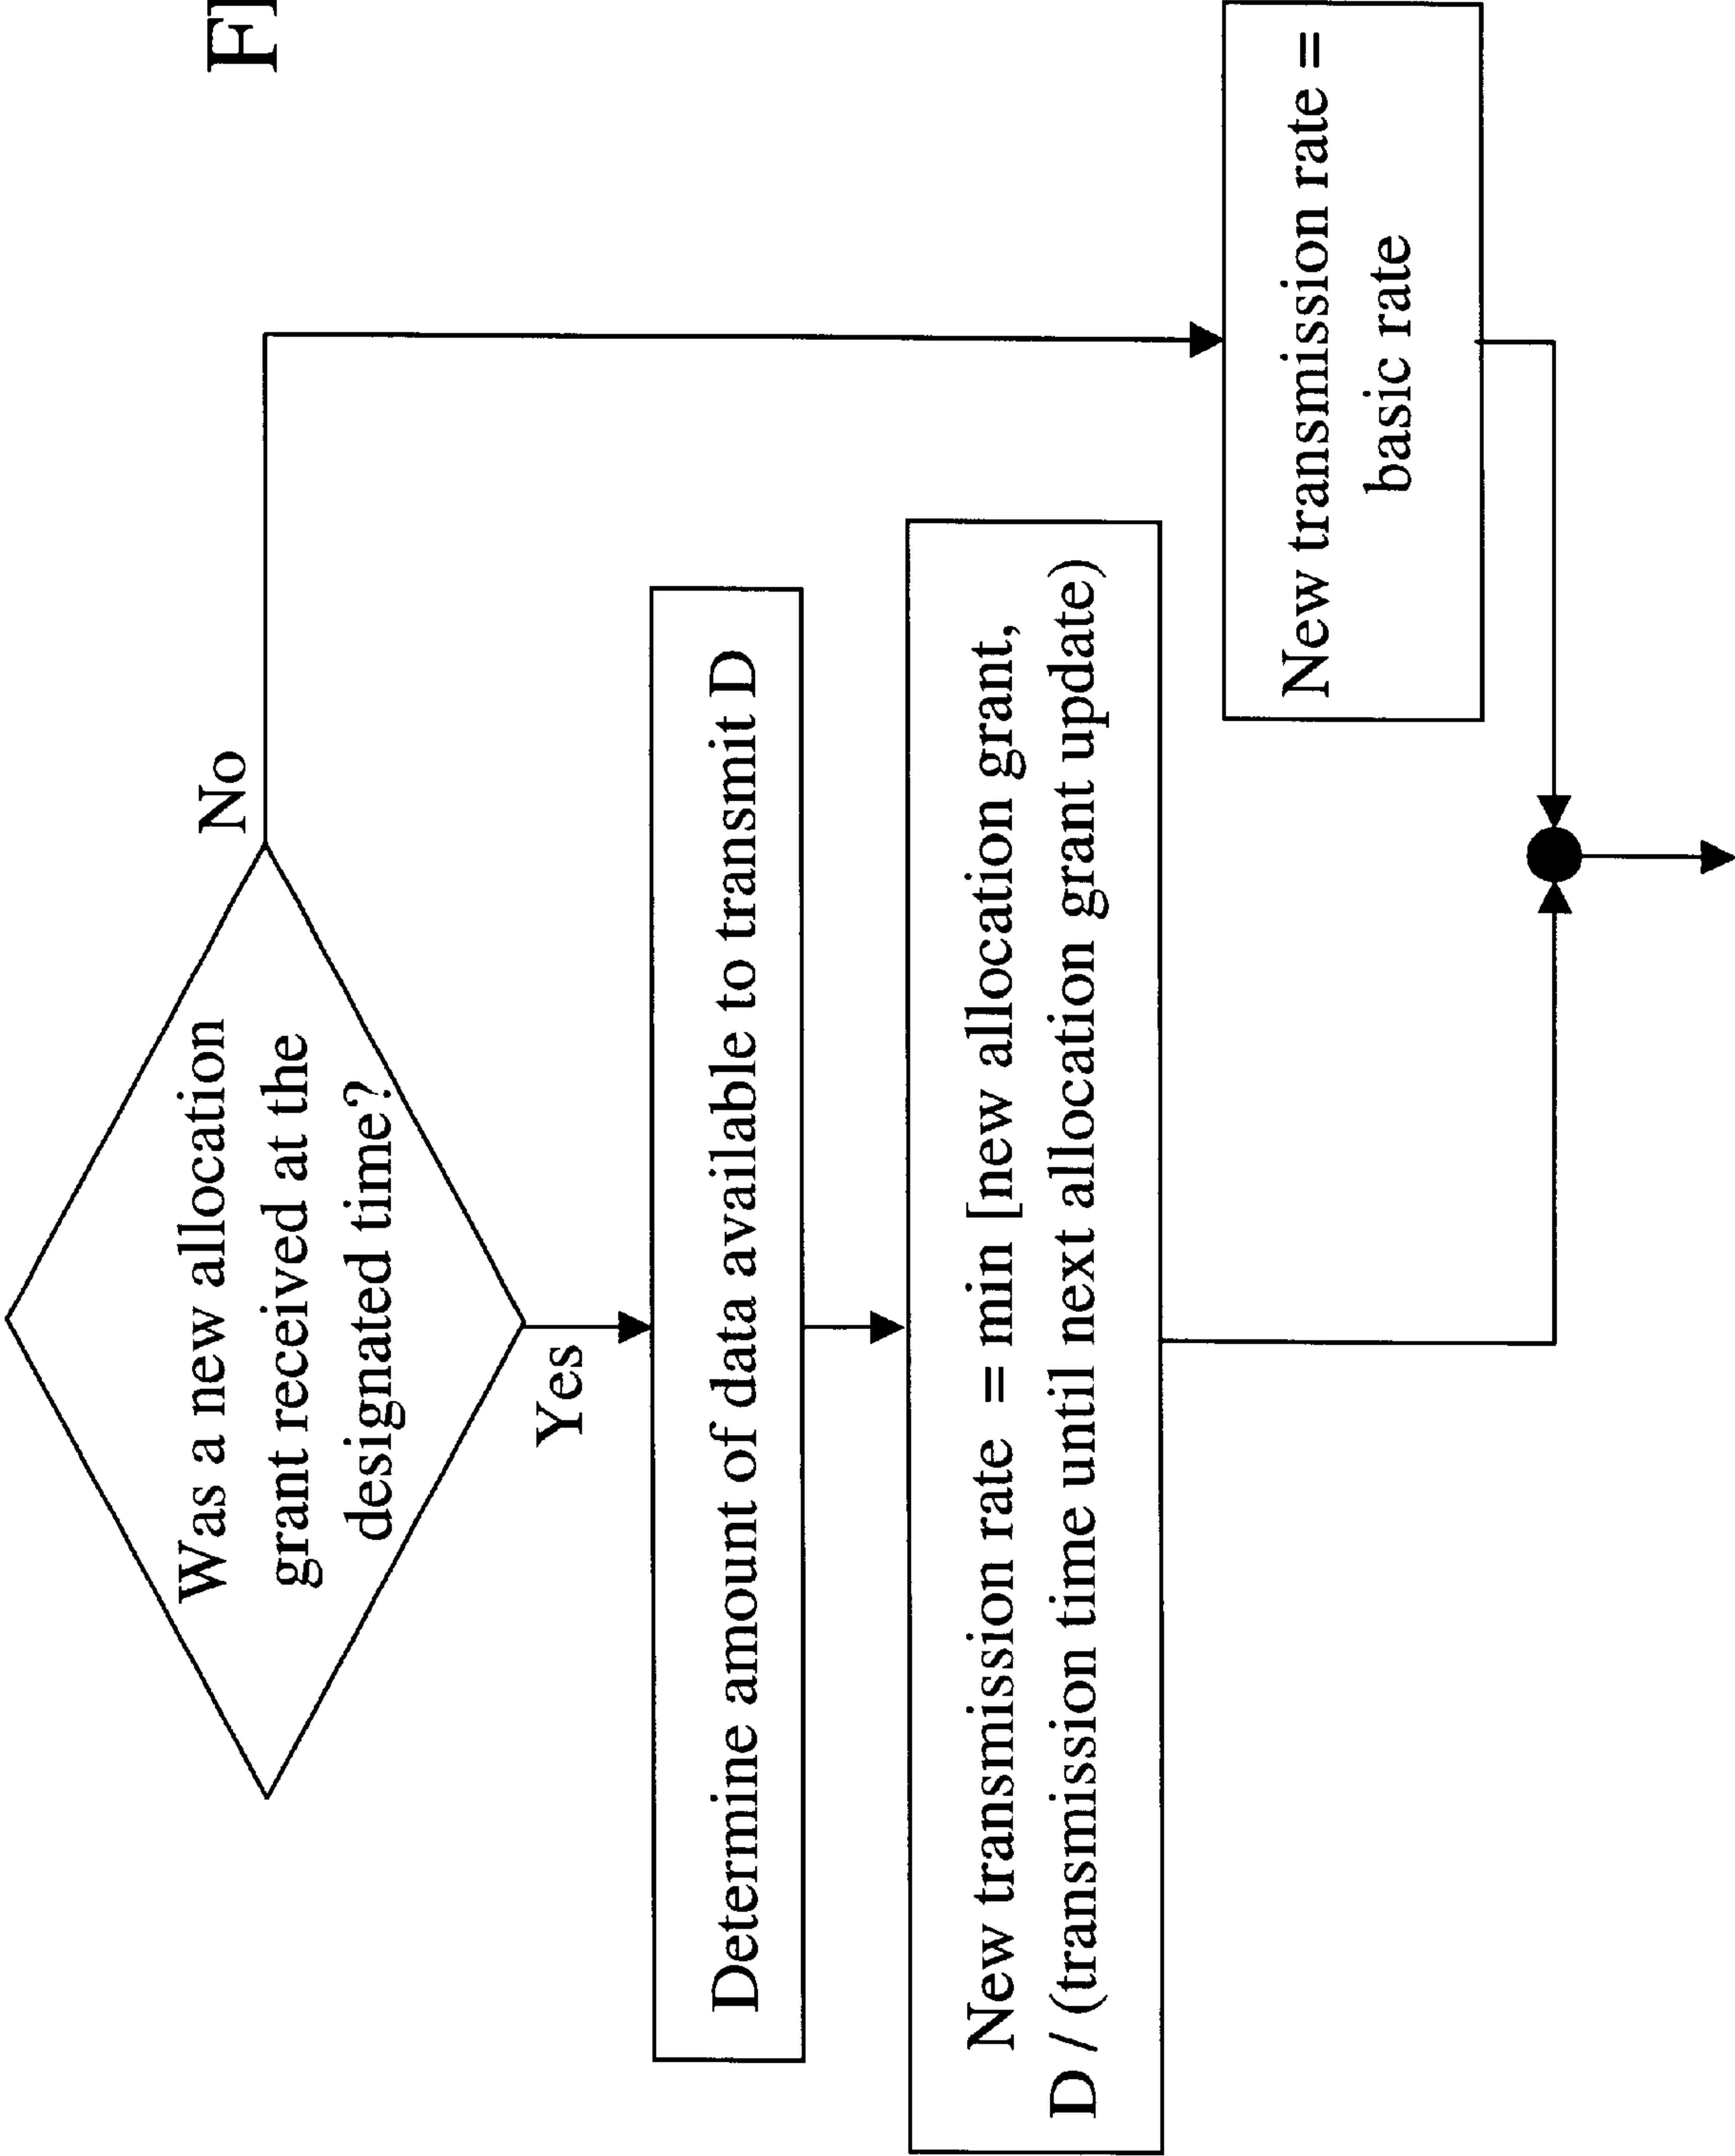 Was a new allocation
grant received at the
designated time?
No
Yes
Determine amount of data available to transmit D
New transmission rate = min [new allocation grant,
D / (transmission time until next allocation grant update)
New transmission rate =
basic rate